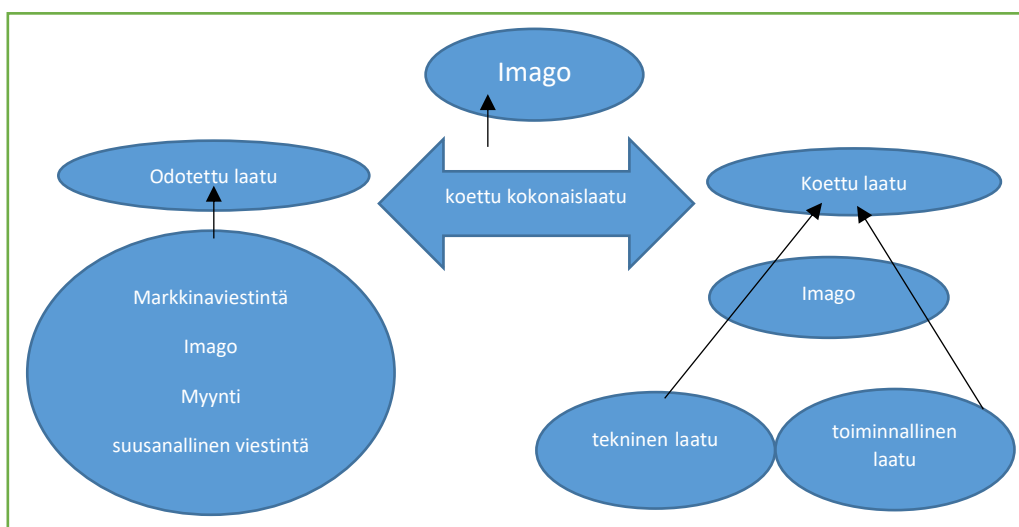 Imago
Odotettu laatu
koettu kokonaislaatu
Koettu laatu
Markkinaviestintä
Imago
Myynti
suusanallinen viestintä
Imago
tekninen laatu
toiminnallinen
laatu